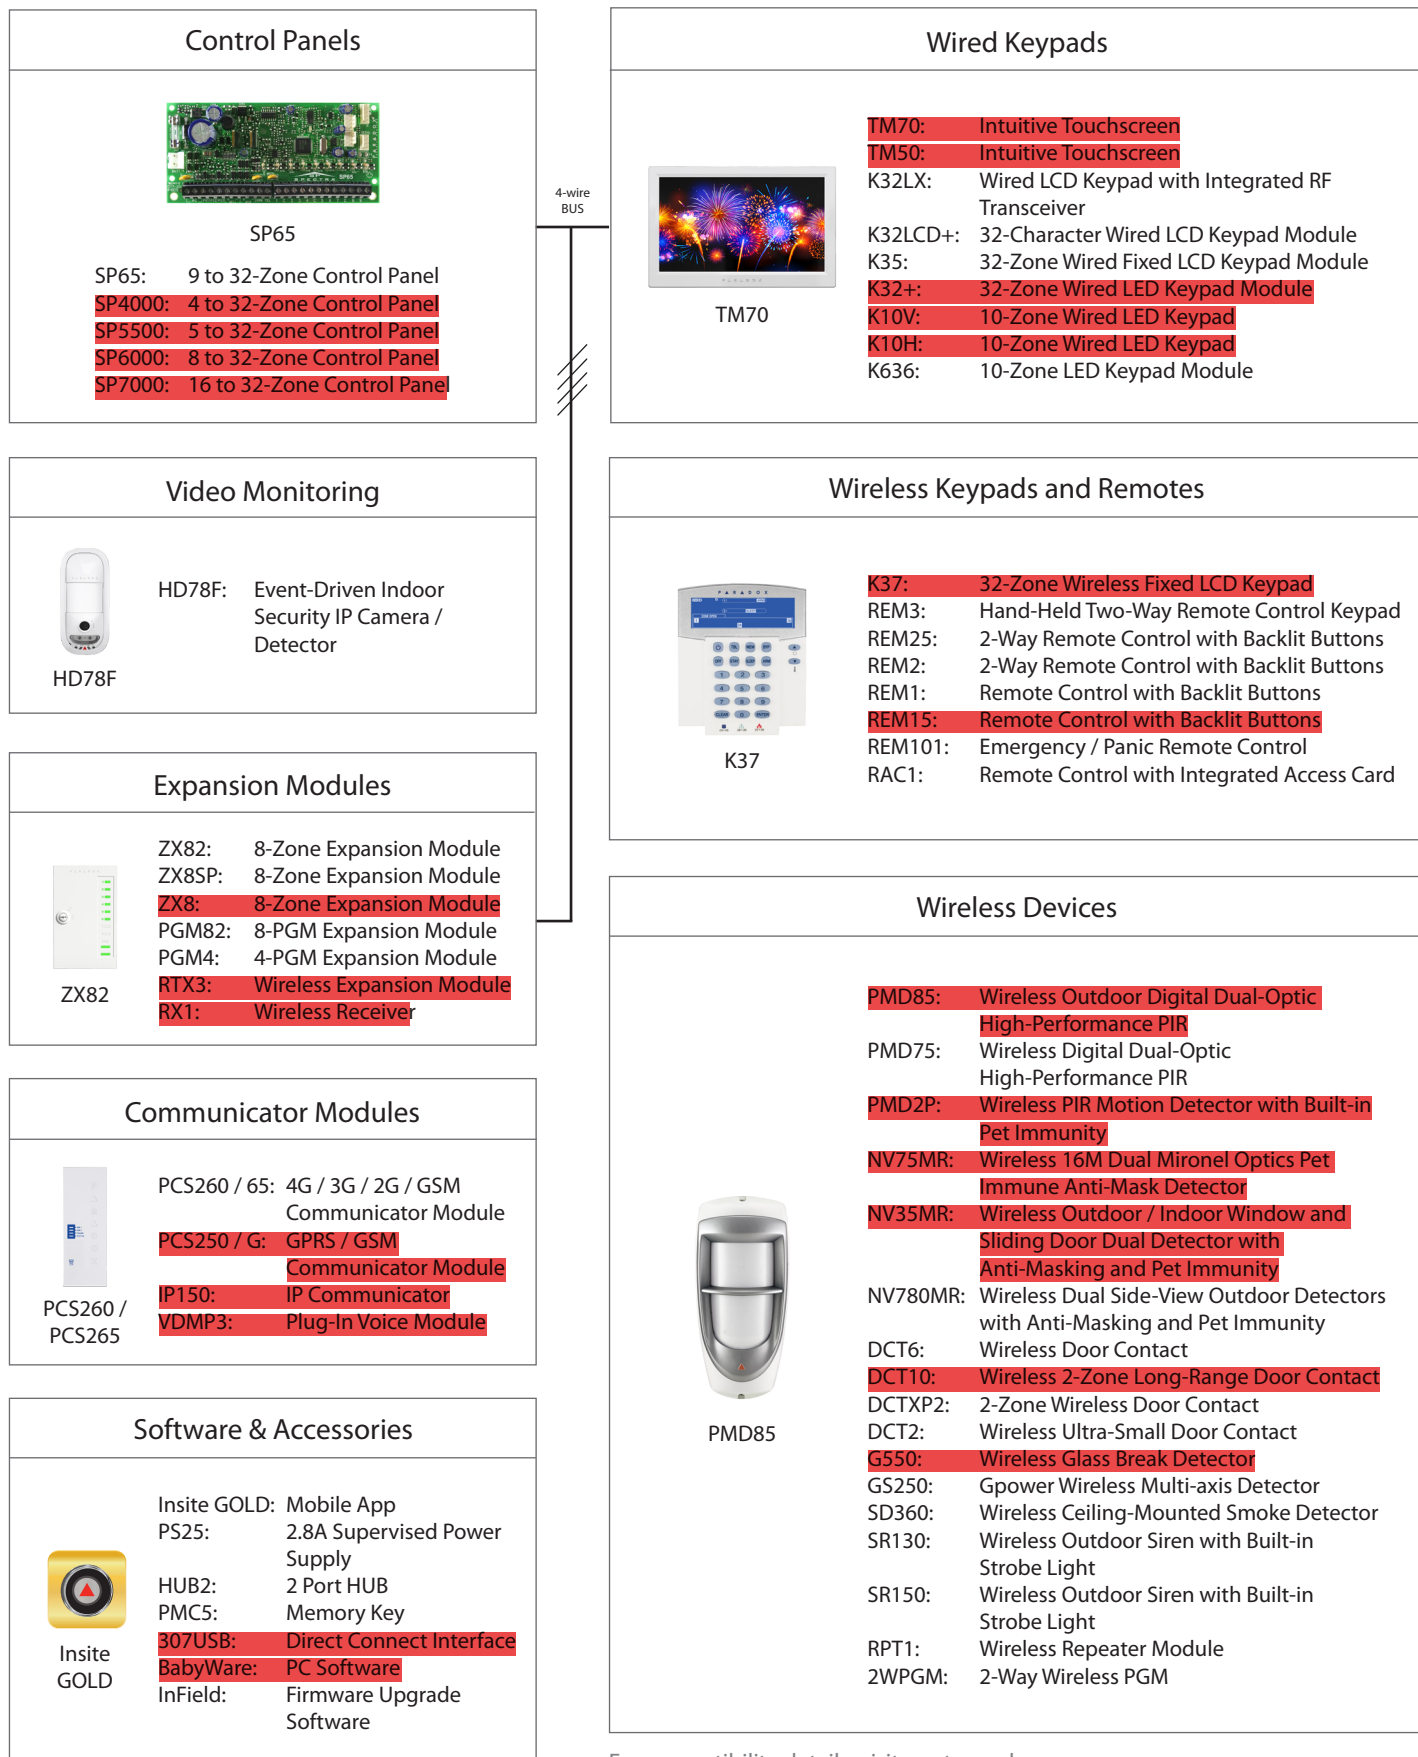 Control Panels
SPECTRA SP65
SP65
SP65: 9 to 32-Zone Control Panel
SP4000: 4 to 32-Zone Control Panel
SP5500: 5 to 32-Zone Control Panel
SP6000: 8 to 32-Zone Control Panel
SP7000: 16 to 32-Zone Control Panel
4-wire
BUS
Wired Keypads
TM70
TM70: Intuitive Touchscreen
TM50: Intuitive Touchscreen
K32LX: Wired LCD Keypad with Integrated RF
Transceiver
K32LCD+: 32-Character Wired LCD Keypad Module
K35: 32-Zone Wired Fixed LCD Keypad Module
K32+: 32-Zone Wired LED Keypad Module
K10V: 10-Zone Wired LED Keypad
K10H: 10-Zone Wired LED Keypad
K636: 10-Zone LED Keypad Module
Video Monitoring
HD78F
HD78F: Event-Driven Indoor
Security IP Camera /
Detector
Wireless Keypads and Remotes
PARADOX
K37
K37: 32-Zone Wireless Fixed LCD Keypad
REM3: Hand-Held Two-Way Remote Control Keypad
REM25: 2-Way Remote Control with Backlit Buttons
REM2: 2-Way Remote Control with Backlit Buttons
REM1: Remote Control with Backlit Buttons
REM15: Remote Control with Backlit Buttons
REM101: Emergency / Panic Remote Control
RAC1: Remote Control with Integrated Access Card
Expansion Modules
ZX82
ZX82: 8-Zone Expansion Module
ZX8SP: 8-Zone Expansion Module
ZX8: 8-Zone Expansion Module
PGM82: 8-PGM Expansion Module
PGM4: 4-PGM Expansion Module
RTX3: Wireless Expansion Module
RX1: Wireless Receiver
Communicator Modules
PCS260 /
PCS265
PCS260 / 65: 4G / 3G / 2G / GSM
Communicator Module
PCS250 / G: GPRS / GSM
Communicator Module
IP150: IP Communicator
VDMP3: Plug-In Voice Module
Software & Accessories
Insite
GOLD
Insite GOLD: Mobile App
PS25: 2.8A Supervised Power
Supply
HUB2: 2 Port HUB
PMC5: Memory Key
307USB: Direct Connect Interface
BabyWare: PC Software
InField: Firmware Upgrade
Software
Wireless Devices
PMD85
PMD85: Wireless Outdoor Digital Dual-Optic
High-Performance PIR
PMD75: Wireless Digital Dual-Optic
High-Performance PIR
PMD2P: Wireless PIR Motion Detector with Built-in
Pet Immunity
NV75MR: Wireless 16M Dual Mironel Optics Pet
Immune Anti-Mask Detector
NV35MR: Wireless Outdoor / Indoor Window and
Sliding Door Dual Detector with
Anti-Masking and Pet Immunity
NV780MR: Wireless Dual Side-View Outdoor Detectors
with Anti-Masking and Pet Immunity
DCT6: Wireless Door Contact
DCT10: Wireless 2-Zone Long-Range Door Contact
DCTXP2: 2-Zone Wireless Door Contact
DCT2: Wireless Ultra-Small Door Contact
G550: Wireless Glass Break Detector
GS250: Gpower Wireless Multi-axis Detector
SD360: Wireless Ceiling-Mounted Smoke Detector
SR130: Wireless Outdoor Siren with Built-in
Strobe Light
SR150: Wireless Outdoor Siren with Built-in
Strobe Light
RPT1: Wireless Repeater Module
2WPGM: 2-Way Wireless PGM